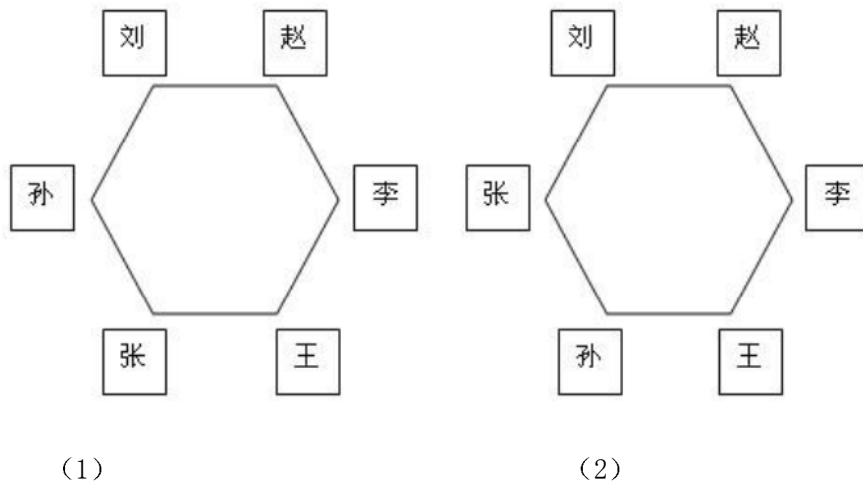 刘 赵 刘 赵
孙 李 张 李
张 王 孙 王
（1） （2）